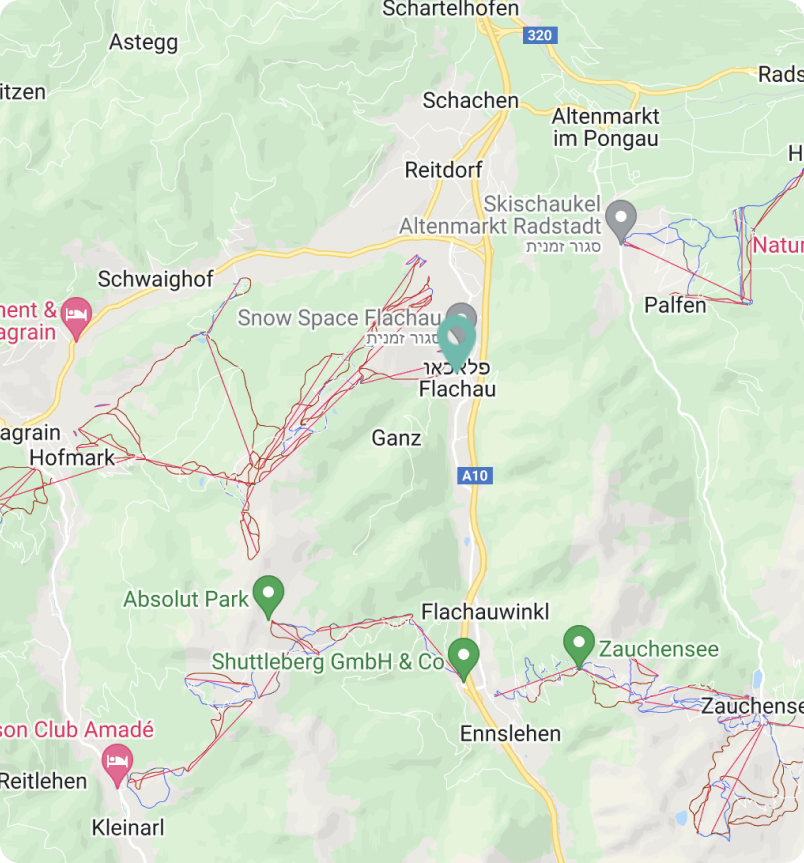 Schartelhofen
320
Astegg
Rads
itzen
Schachen
Altenmarkt
im Pongau
H
Reitdorf
Skischaukel
Altenmarkt Radstadt
סגור זמנית
Natur
Schwaighof
ment &
agrain
Palfen
Snow Space Flachau
סגור זמנית
פלאכאו
Flachau
agrain
Hofmark
Ganz
A10
Absolut Park
Flachauwinkl
Shuttleberg GmbH & Co
Zauchensee
Zauchense
son Club Amadé
Ennslehen
Reitlehen
Kleinarl